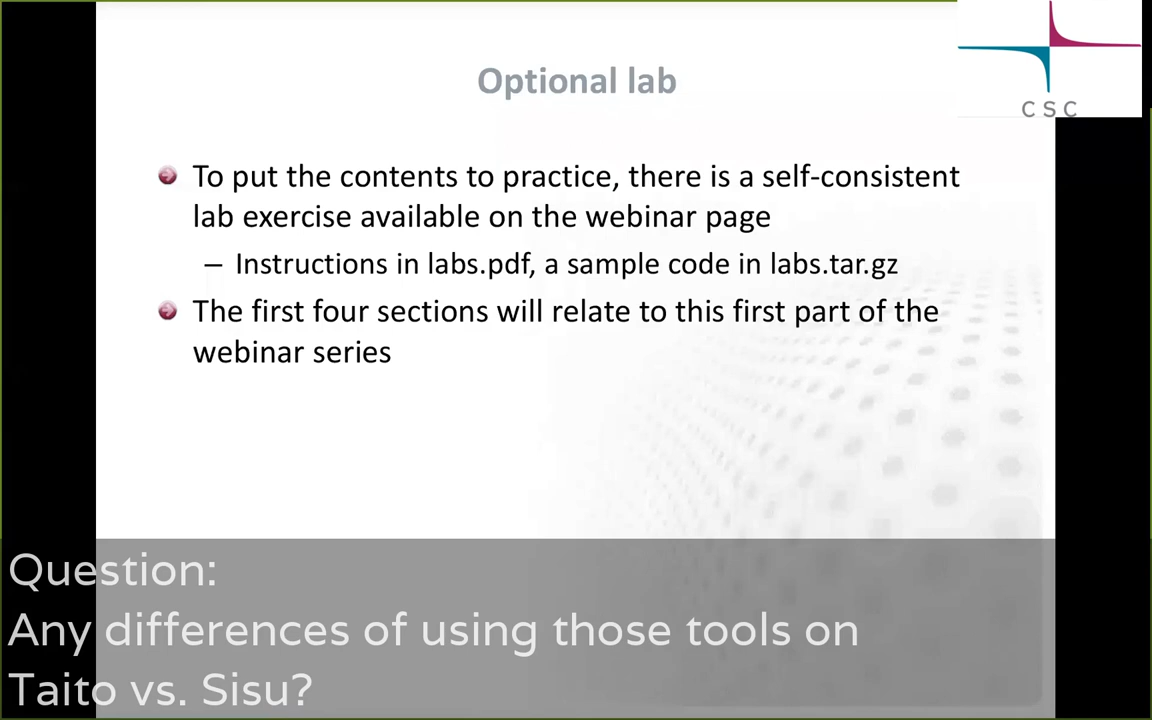 Optional lab
CSC
To put the contents to practice, there is a self-consistent
lab exercise available on the webinar page
– Instructions in labs.pdf, a sample code in labs.tar.gz
The first four sections will relate to this first part of the
webinar series
Question:
Any differences of using those tools on
Taito vs. Sisu?